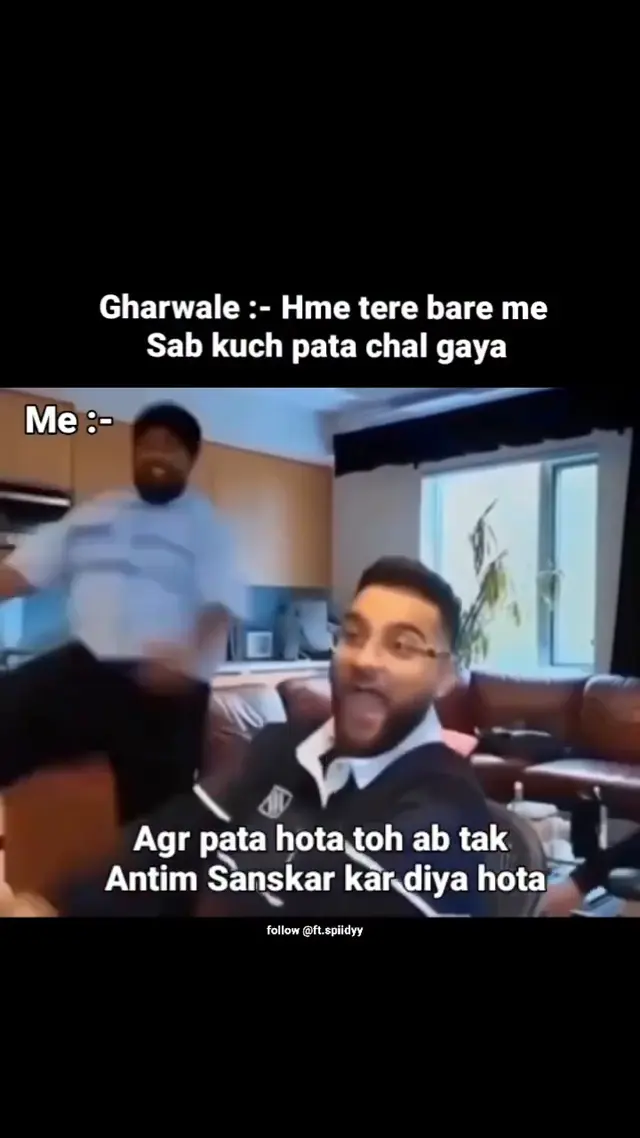 Gharwale :- Hme tere bare me
Sab kuch pata chal gaya
Me :-
Agr pata hota toh ab tak
Antim Sanskar kar diya hota
follow @ft.spiidyy